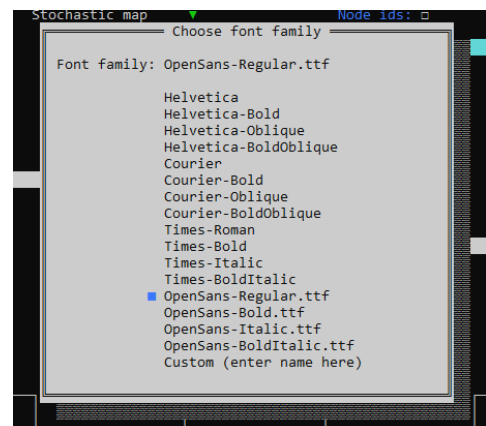 Stochastic map ▼ Node ids: □
Choose font family
Font family: OpenSans-Regular.ttf
Helvetica
Helvetica-Bold
Helvetica-Oblique
Helvetica-BoldOblique
Courier
Courier-Bold
Courier-Oblique
Courier-BoldOblique
Times-Roman
Times-Bold
Times-Italic
Times-BoldItalic
OpenSans-Regular.ttf
OpenSans-Bold.ttf
OpenSans-Italic.ttf
OpenSans-BoldItalic.ttf
Custom (enter name here)